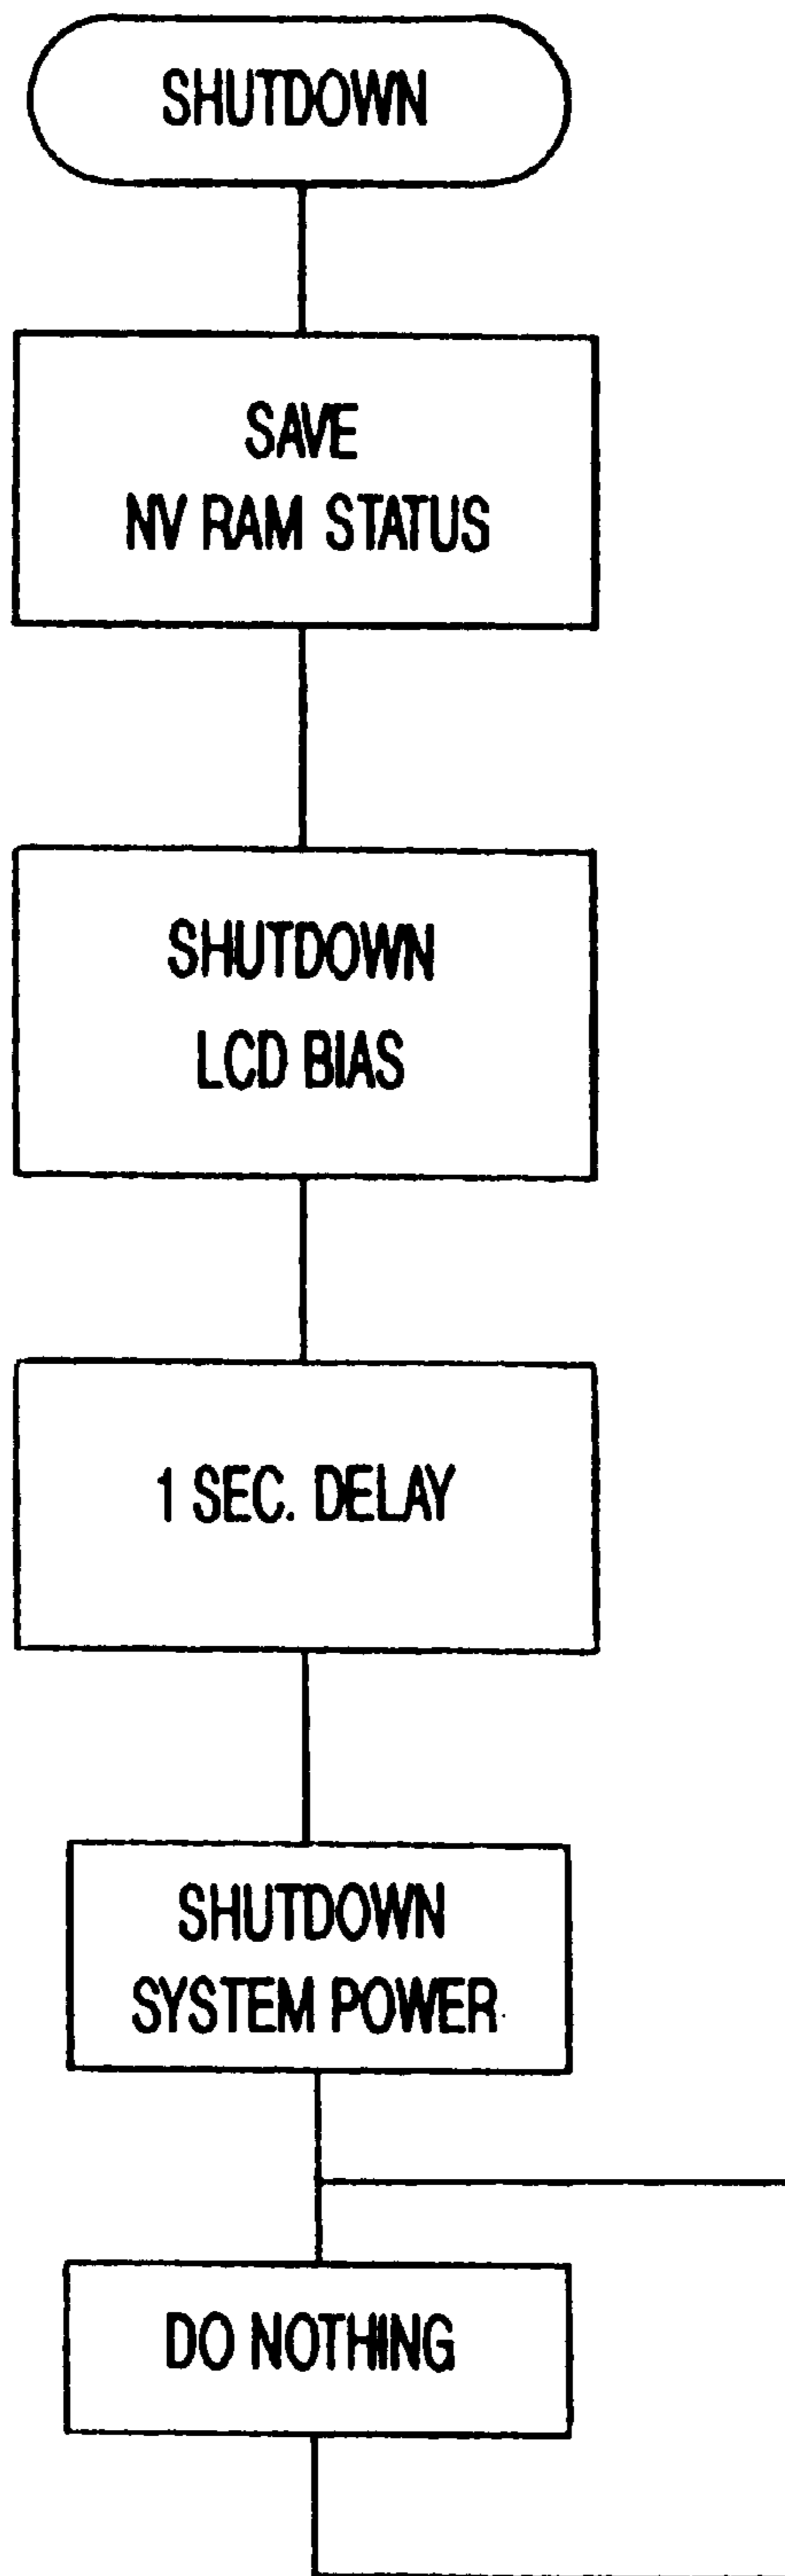 SHUTDOWN
SAVE
NV RAM STATUS
SHUTDOWN
LCD BIAS
1 SEC. DELAY
SHUTDOWN
SYSTEM POWER
DO NOTHING